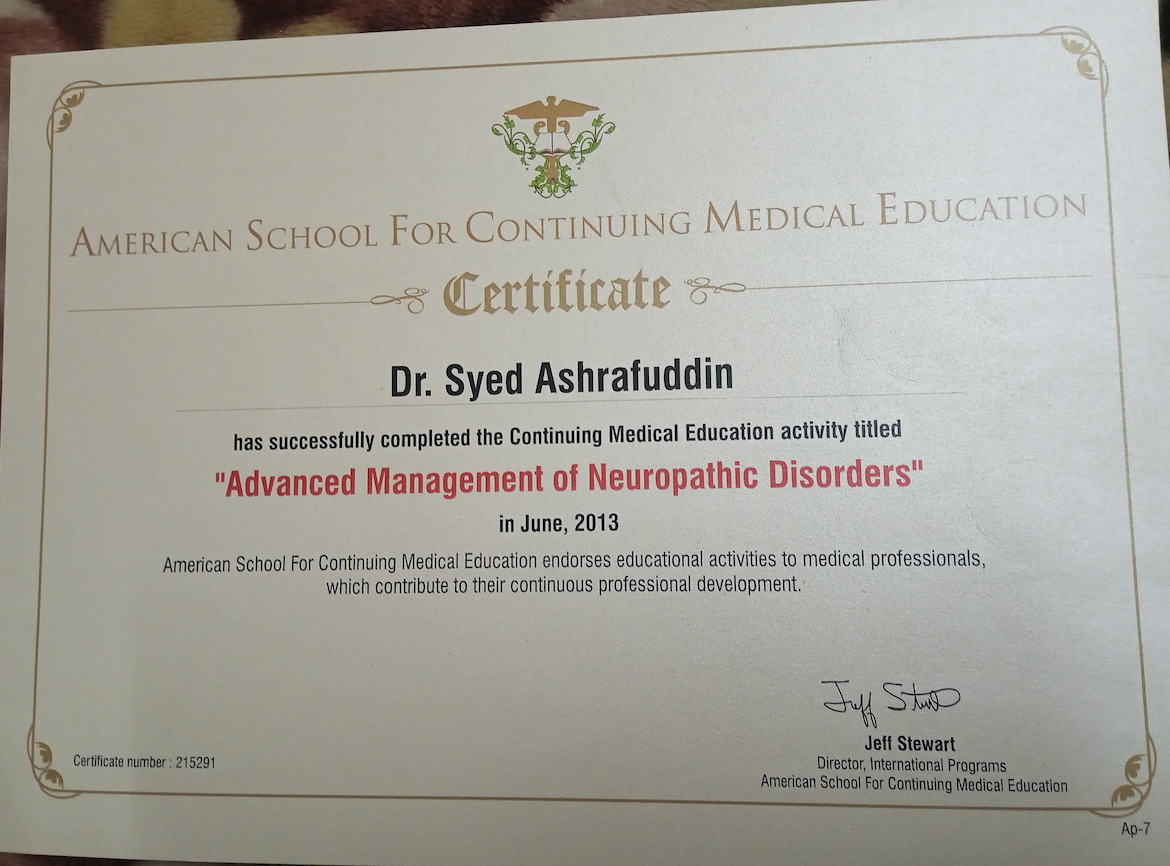 AMERICAN SCHOOL FOR CONTINUING MEDICAL EDUCATION
Certificate
Dr. Syed Ashrafuddin
has successfully completed the Continuing Medical Education activity titled
"Advanced Management of Neuropathic Disorders"
in June, 2013
American School For Continuing Medical Education endorses educational activities to medical professionals,
which contribute to their continuous professional development.
Jeff Stewart
Director, International Programs
American School For Continuing Medical Education
Certificate number : 215291
Ap-7